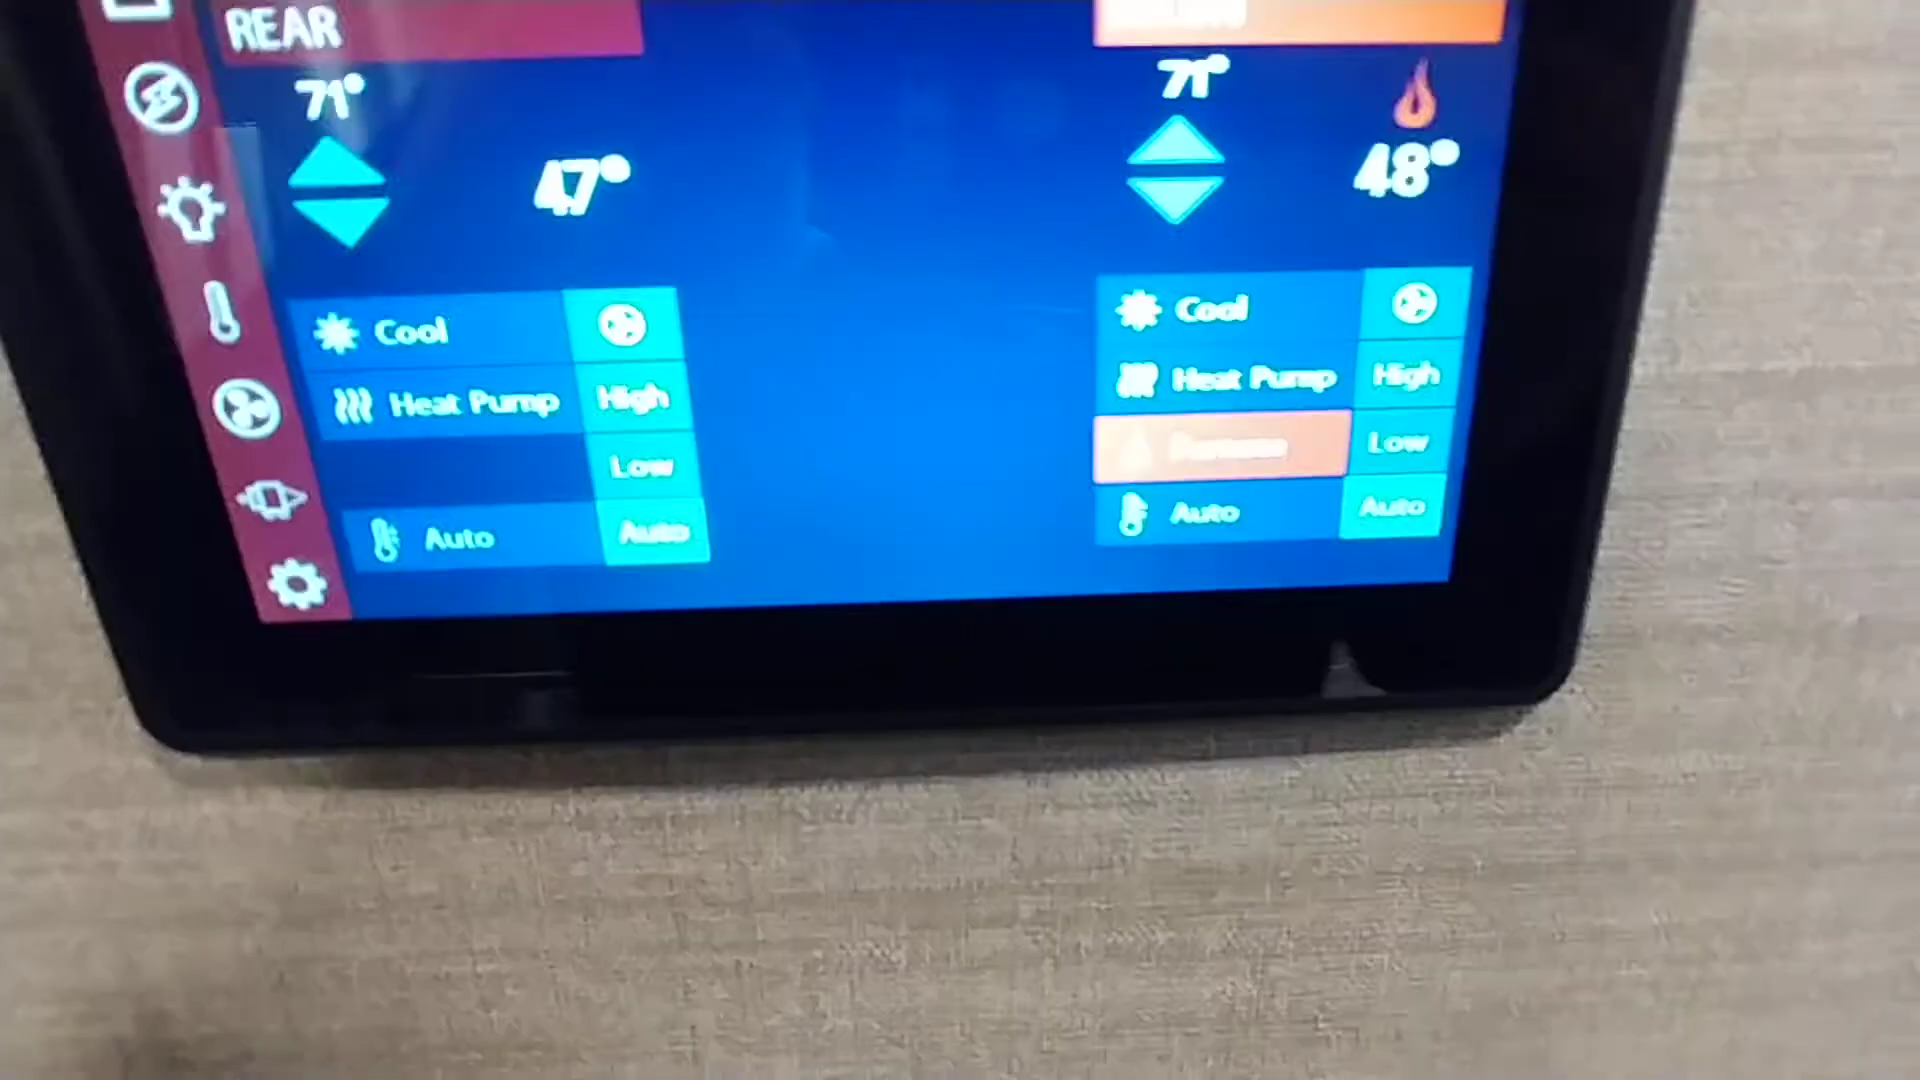 REAR
71°
47°
Cool
Heat Pump
High
Low
Auto
Auto
71°
48°
Cool
Heat Pump
High
Furnace
Low
Auto
Auto